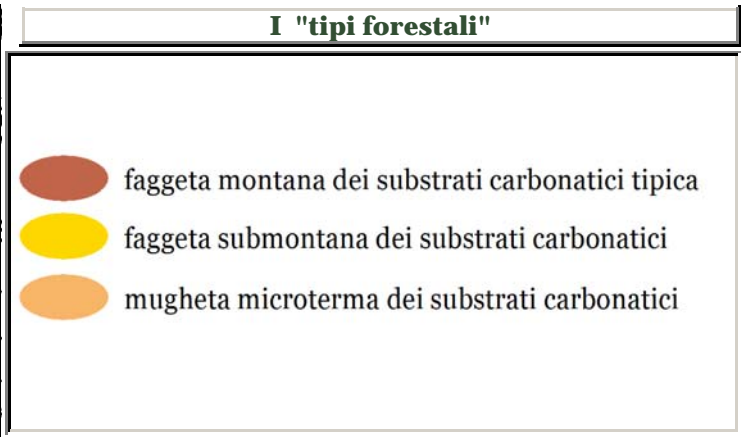 I "tipi forestali"
faggeta montana dei substrati carbonatici tipica
faggeta submontana dei substrati carbonatici
mugheta microterma dei substrati carbonatici